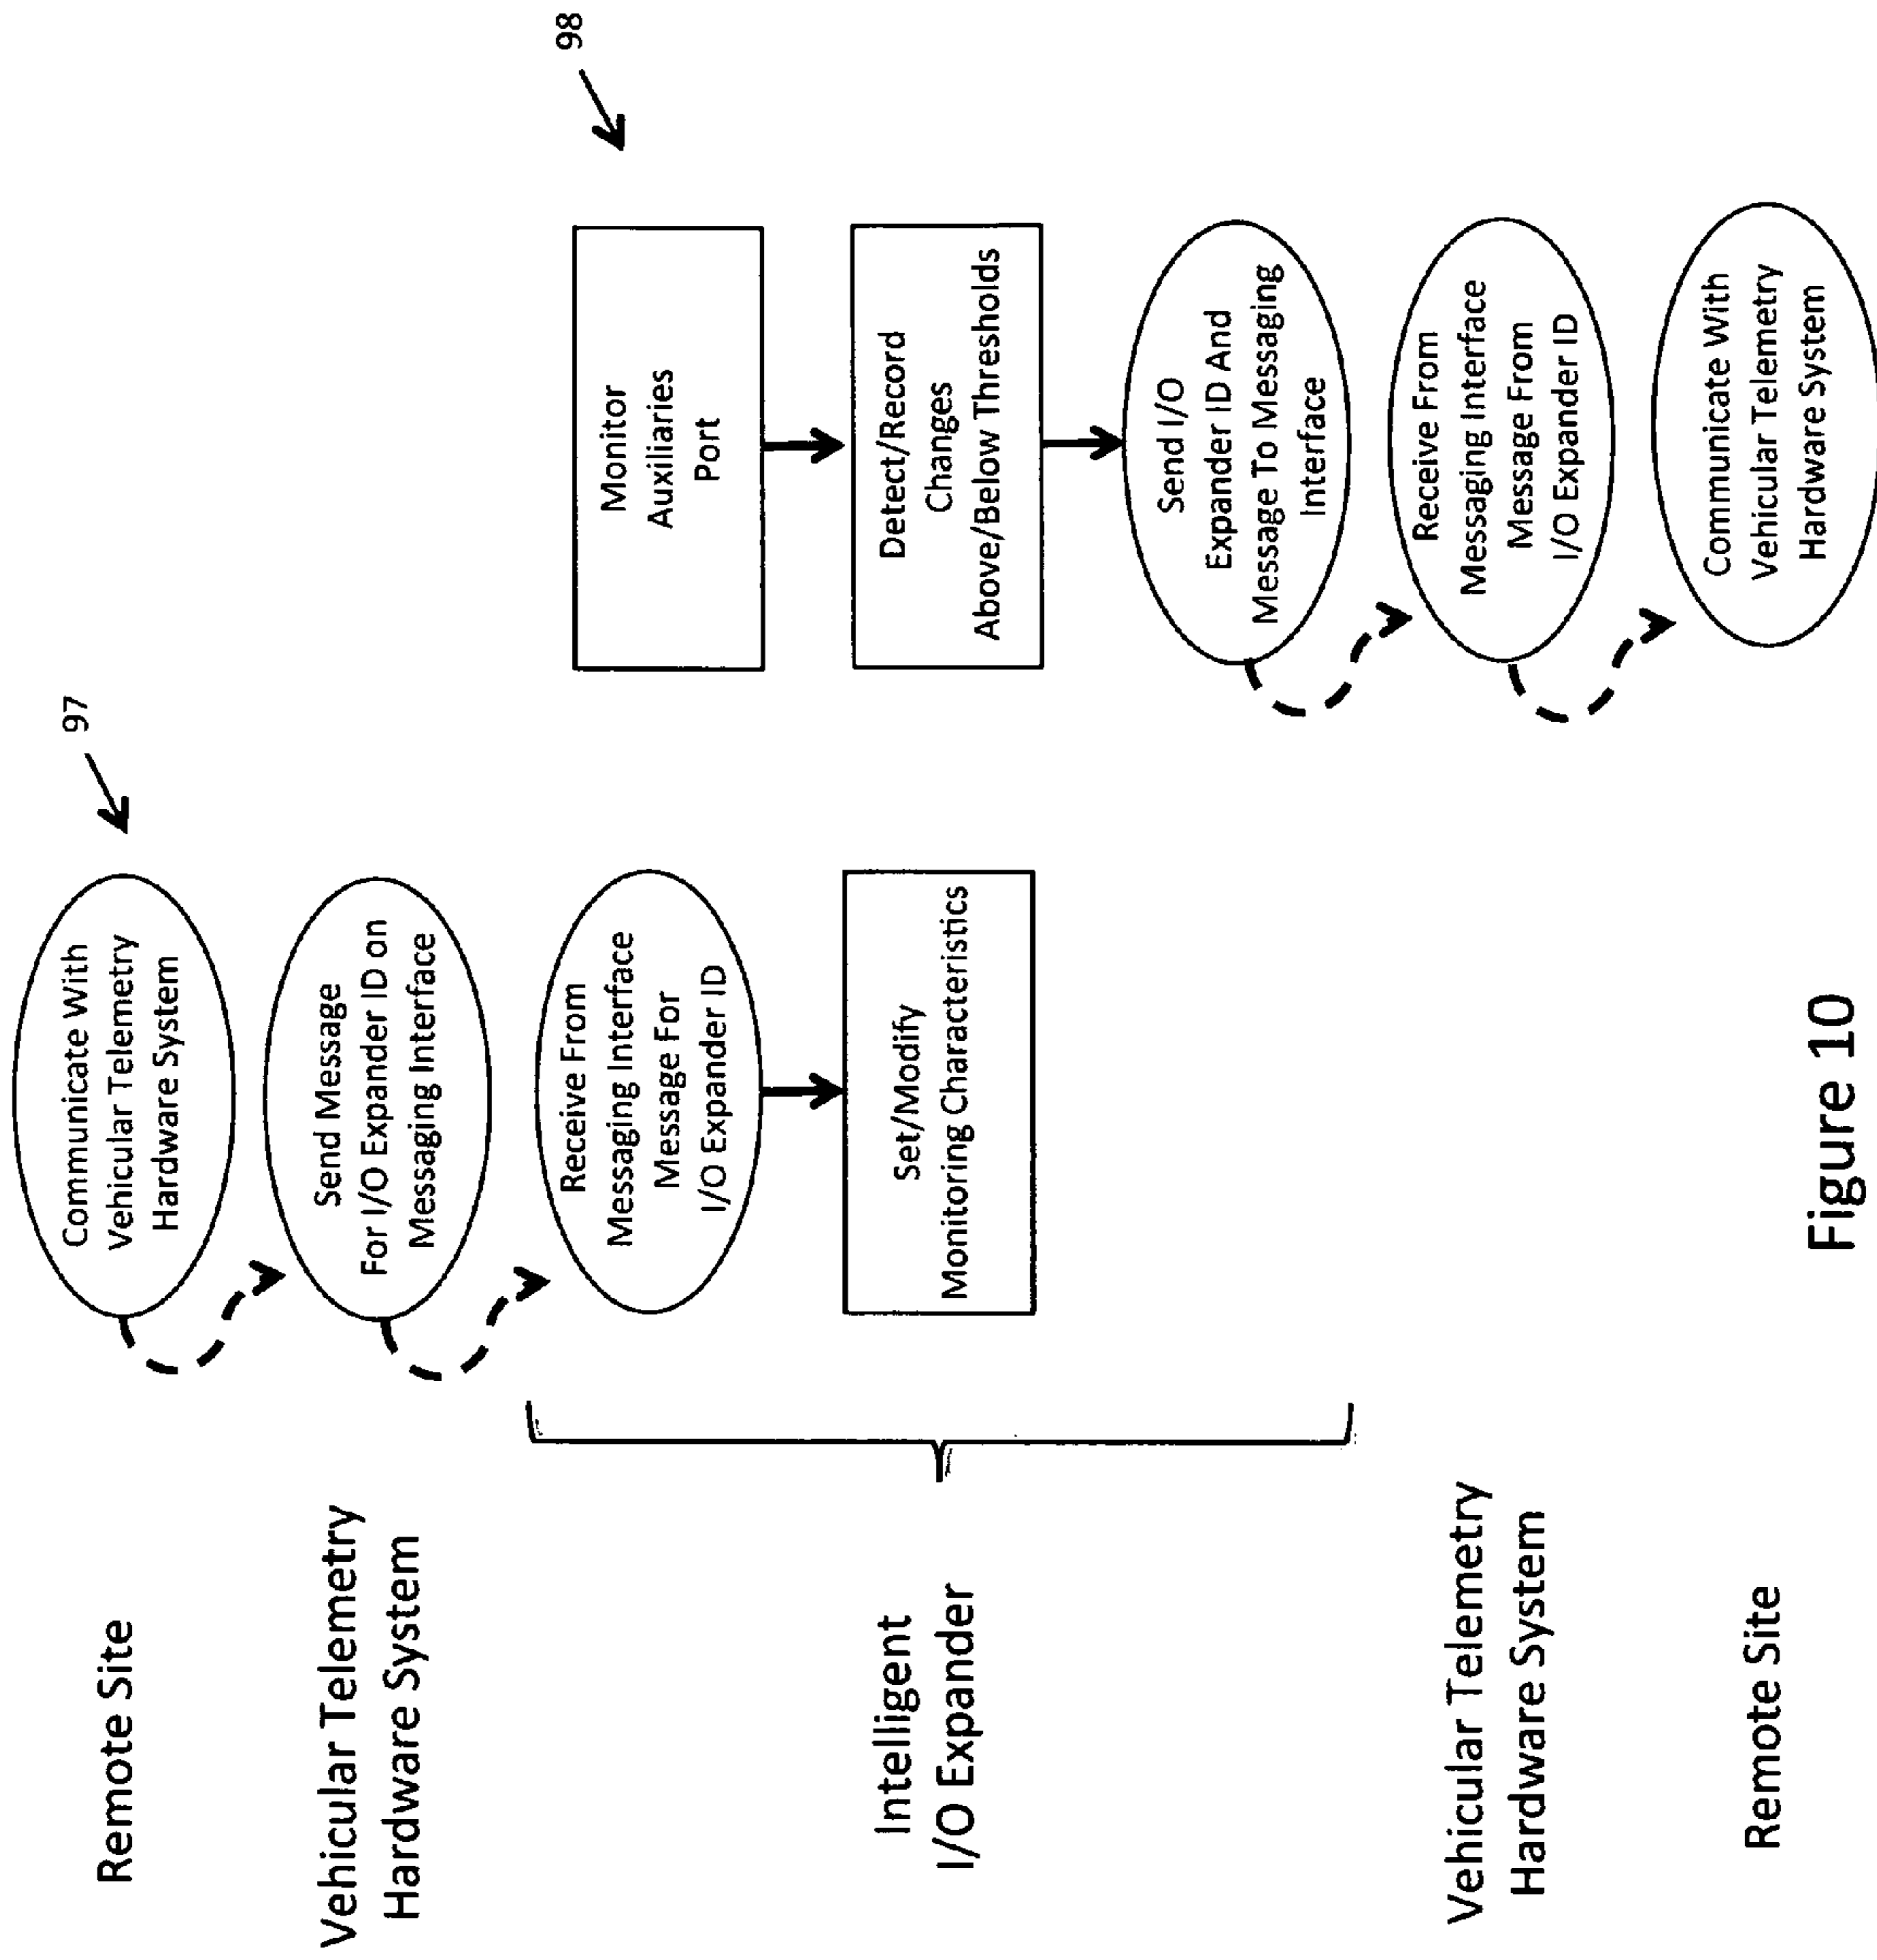 Remote Site
Vehicular Telemetry
Hardware System
Intelligent
I/O Expander
Vehicular Telemetry
Hardware System
Remote Site
97
Communicate With
Vehicular Telemetry
Hardware System
Send Message
For I/O Expander ID on
Messaging Interface
Receive From
Messaging Interface
Message For
I/O Expander ID
Set/Modify
Monitoring Characteristics
98
Monitor
Auxiliaries
Port
Detect/Record
Changes
Above/Below Thresholds
Send I/O
Expander ID And
Message To Messaging
Interface
Receive From
Messaging Interface
Message From
I/O Expander ID
Communicate With
Vehicular Telemetry
Hardware System
Figure 10